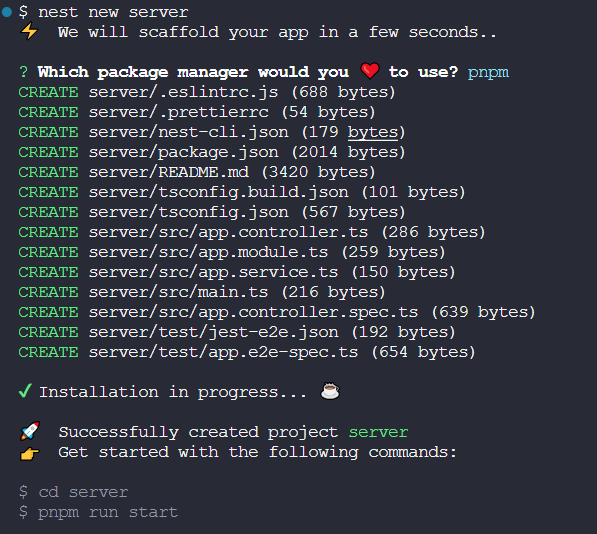 $ nest new server
⚡ We will scaffold your app in a few seconds..
? Which package manager would you ❤️ to use? pnpm
CREATE server/.eslintrc.js (688 bytes)
CREATE server/.prettierrc (54 bytes)
CREATE server/nest-cli.json (179 bytes)
CREATE server/package.json (2014 bytes)
CREATE server/README.md (3420 bytes)
CREATE server/tsconfig.build.json (101 bytes)
CREATE server/tsconfig.json (567 bytes)
CREATE server/src/app.controller.ts (286 bytes)
CREATE server/src/app.module.ts (259 bytes)
CREATE server/src/app.service.ts (150 bytes)
CREATE server/src/main.ts (216 bytes)
CREATE server/src/app.controller.spec.ts (639 bytes)
CREATE server/test/jest-e2e.json (192 bytes)
CREATE server/test/app.e2e-spec.ts (654 bytes)
✔ Installation in progress... ☕
🚀 Successfully created project server
👉 Get started with the following commands:
$ cd server
$ pnpm run start